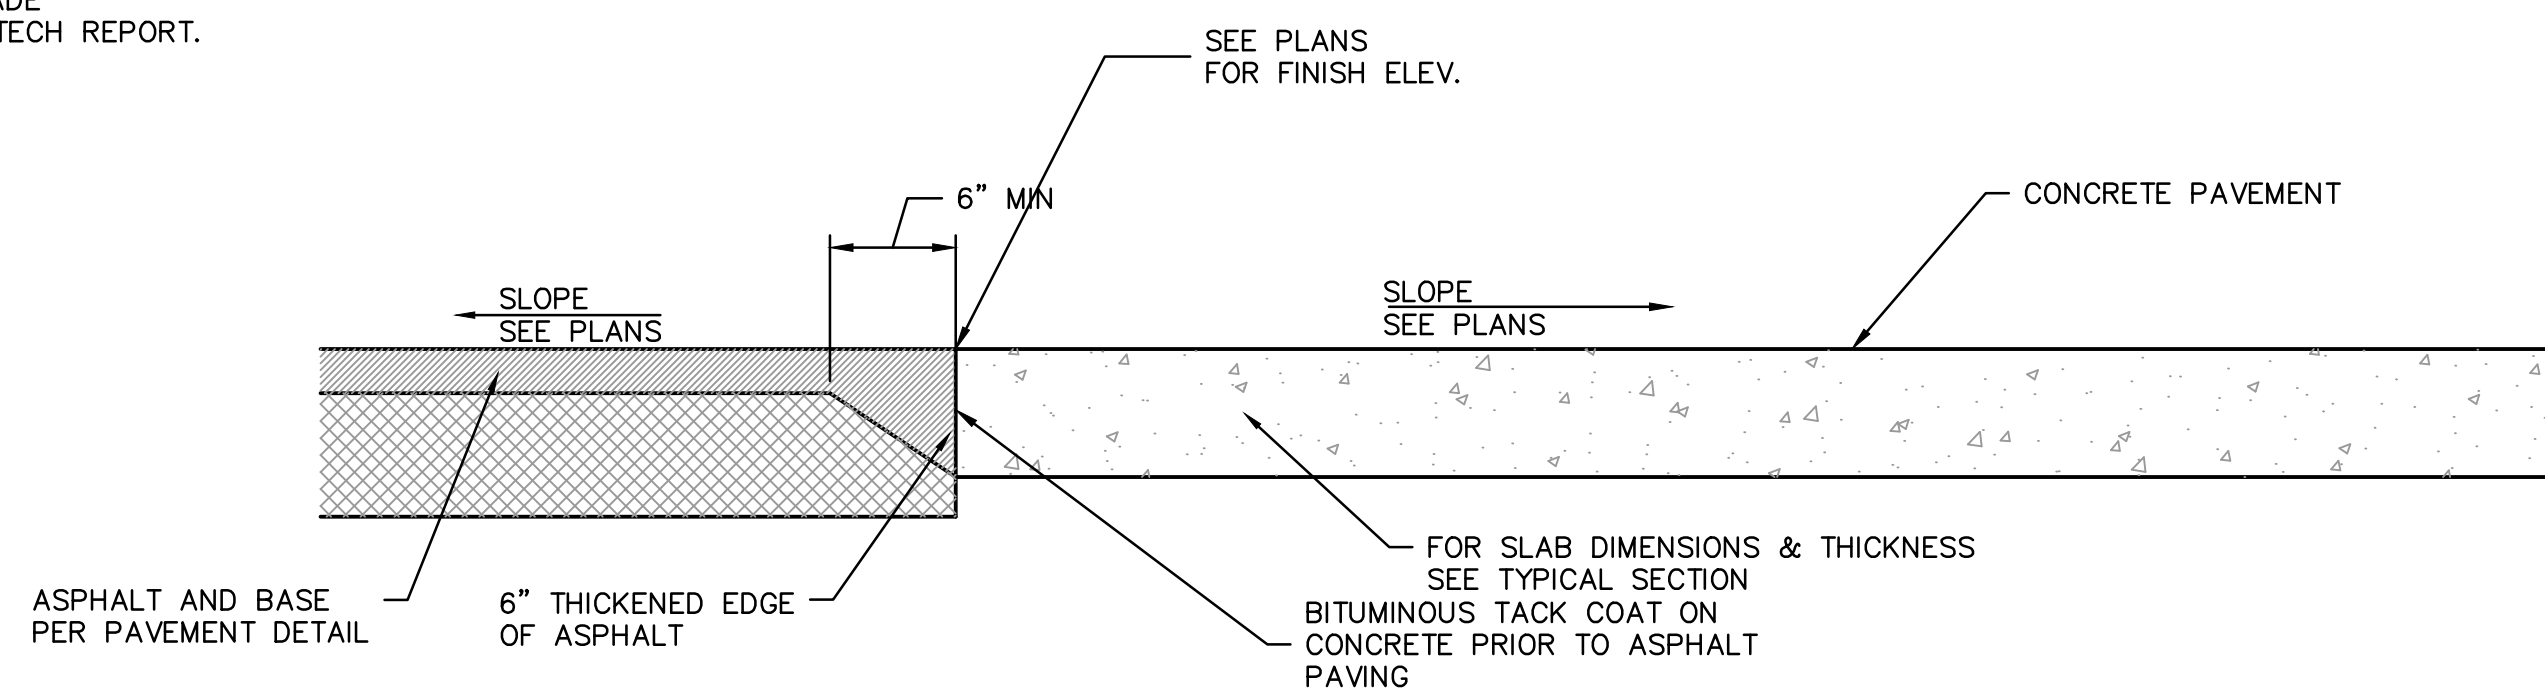 TECH REPORT.
SEE PLANS
FOR FINISH ELEV.
6” MIN
CONCRETE PAVEMENT
SLOPE
SEE PLANS
SLOPE
SEE PLANS
FOR SLAB DIMENSIONS & THICKNESS
SEE TYPICAL SECTION
ASPHALT AND BASE
PER PAVEMENT DETAIL
6” THICKENED EDGE
OF ASPHALT
BITUMINOUS TACK COAT ON
CONCRETE PRIOR TO ASPHALT
PAVING